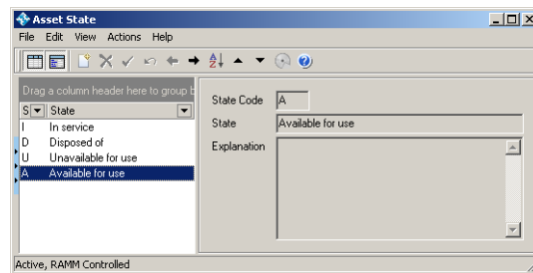 Asset State
File Edit View Actions Help
Drag a column header here to group b
S State
I In service
D Disposed of
U Unavailable for use
A Available for use
State Code A
State Available for use
Explanation
Active, RAMM Controlled